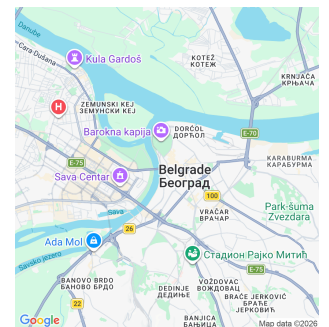 Danube
Cara Dušana
Kula Gardoš
KOTEŽ
КОТЕЖ
KRNJAČA
КРЊАЧА
ZEMUNSKI KEJ
ЗЕМУНСКИ КЕЈ
H
Barokna kapija
DORĆOL
ДОРЋОЛ
E-70
E-75
Sava Centar
Belgrade
Београд
KARABURMA
КАРАБУРМА
100
Park-šuma
Zvezdara
Sava
VRAČAR
ВРАЧАР
26
Ada Mol
Savsko jezero
Стадион Рајко Митић
E-75
BANOVO BRDO
БАНОВО БРДО
VOŽDOVAC
ВОЖДОВАЦ
DEDINJE
ДЕДИЊЕ
BRAĆE JERKOVIĆ
БРАЋЕ
ЈЕРКОВИЋ
22
BANJICA
БАЊИЦА
Google
Map data ©2026